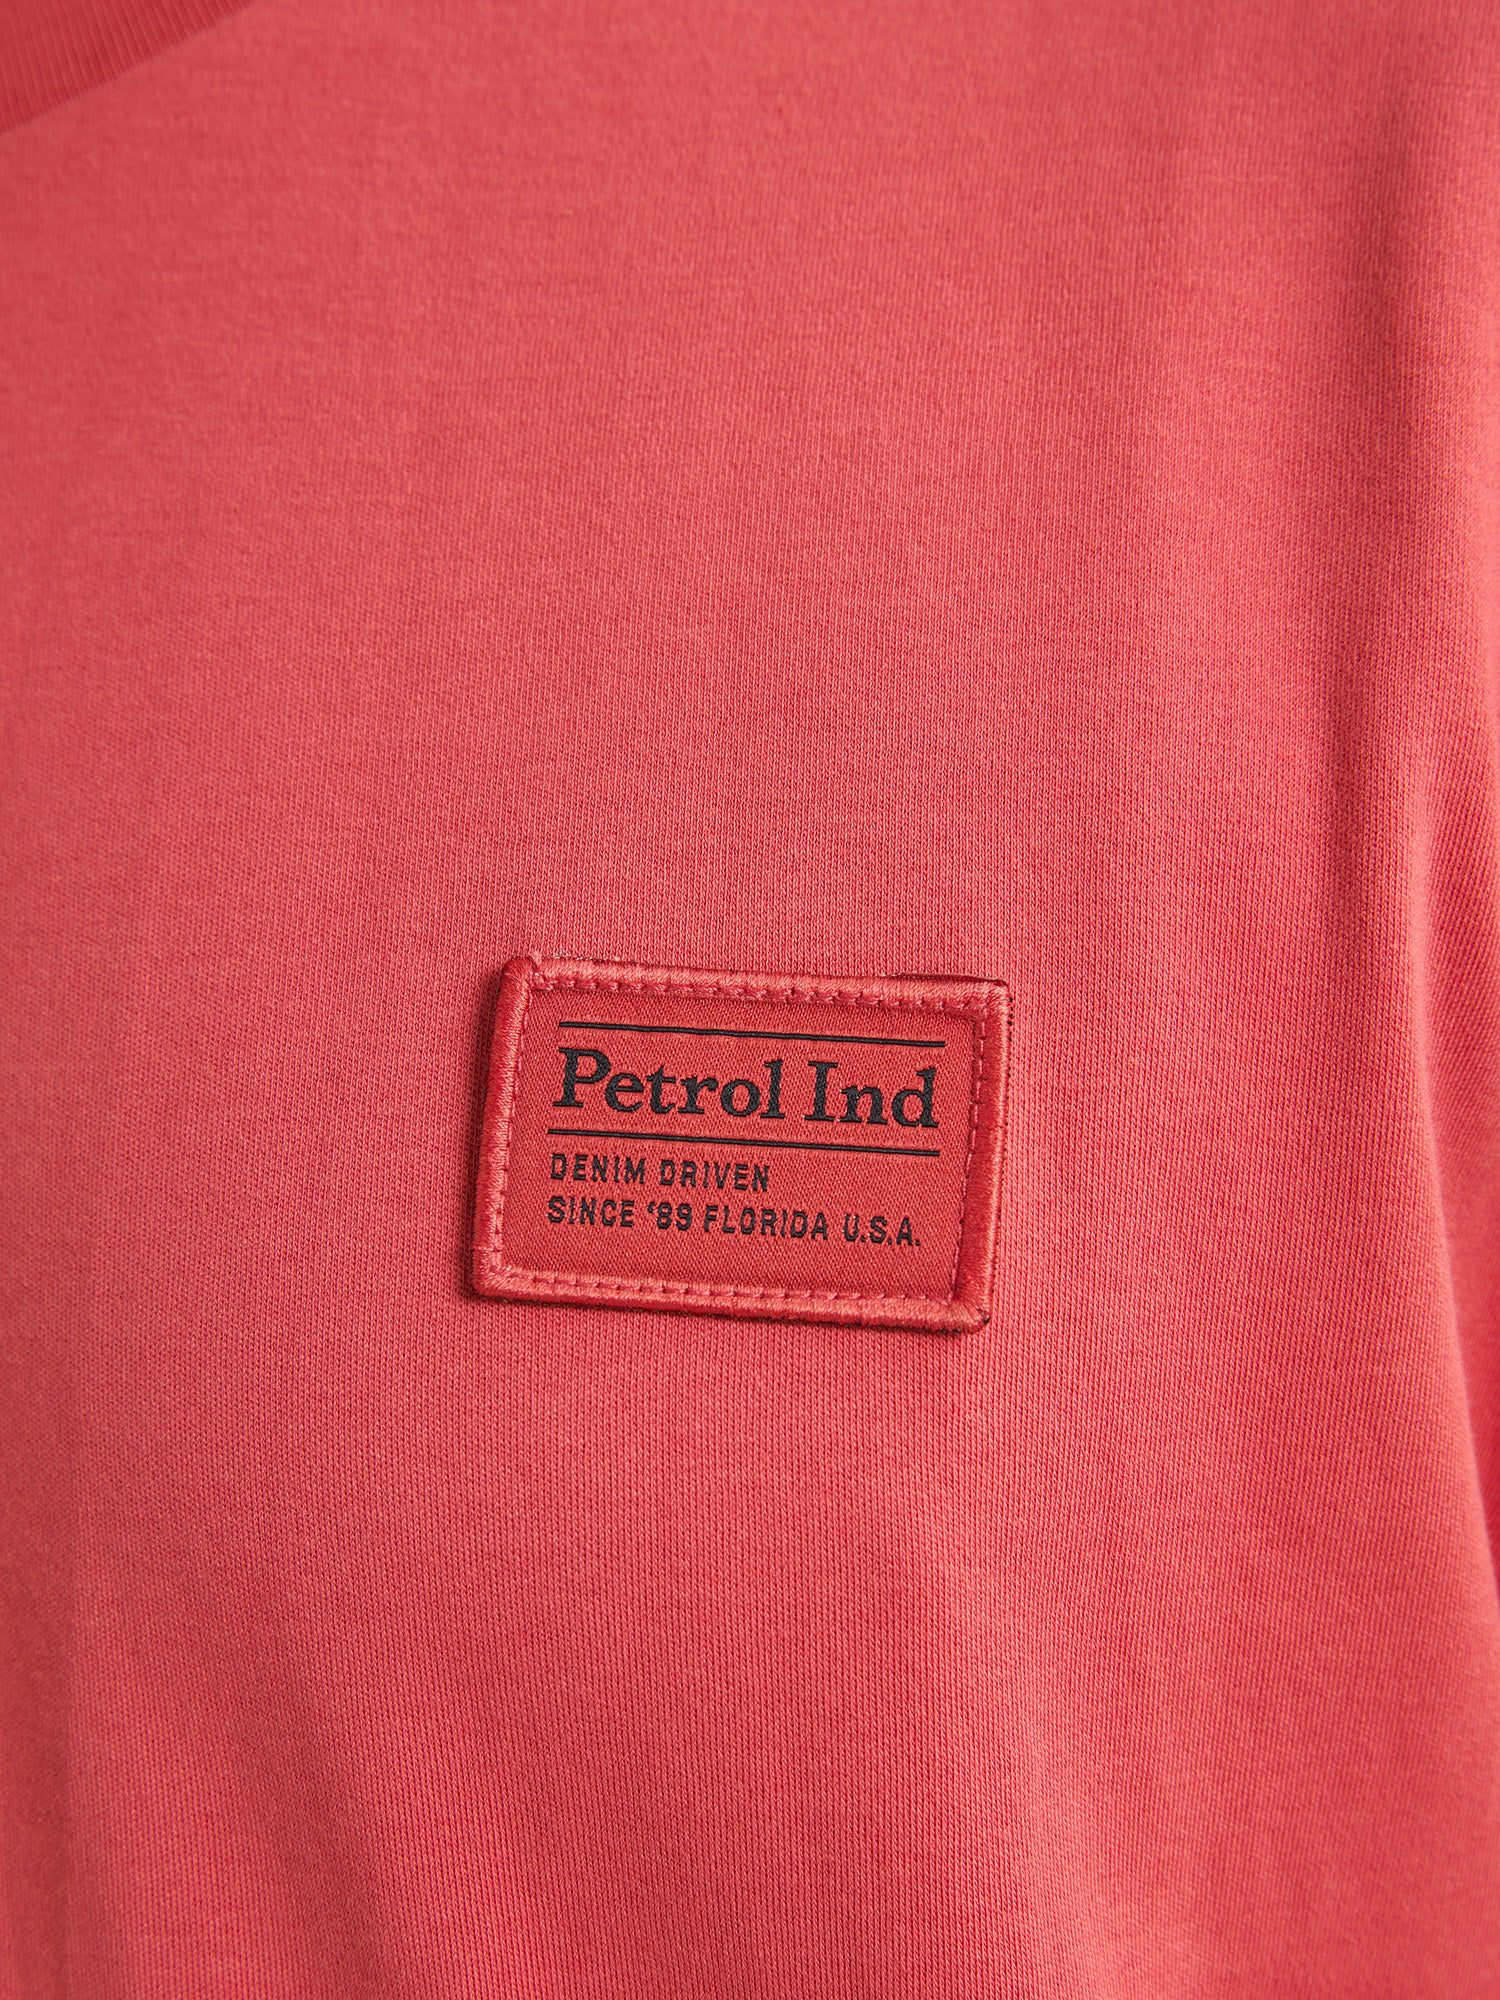 Petrol Ind
DENIM DRIVEN
SINCE '89 FLORIDA U.S.A.